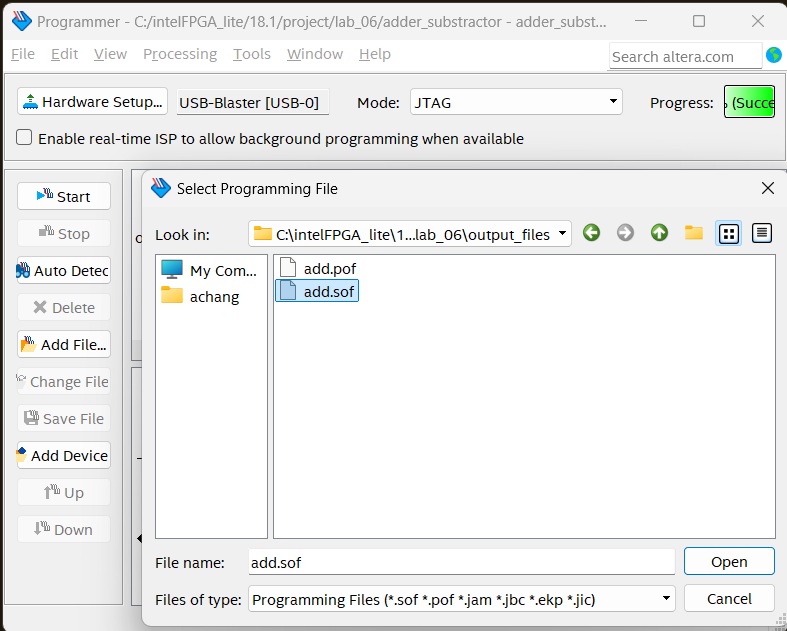 Programmer - C:/intelFPGA_lite/18.1/project/lab_06/adder_substractor - adder_subst...
File Edit View Processing Tools Window Help
Search altera.com
Hardware Setup... USB-Blaster [USB-0] Mode: JTAG Progress: (Succe
Enable real-time ISP to allow background programming when available
Start
Stop
Auto Detec
Delete
Add File...
Change File
Save File
Add Device
Up
Down
Select Programming File
Look in: C:\intelFPGA_lite\1...lab_06\output_files
My Com...
achang
add.pof
add.sof
File name: add.sof Open
Files of type: Programming Files (*.sof *.pof *.jam *.jbc *.ekp *.jic) Cancel